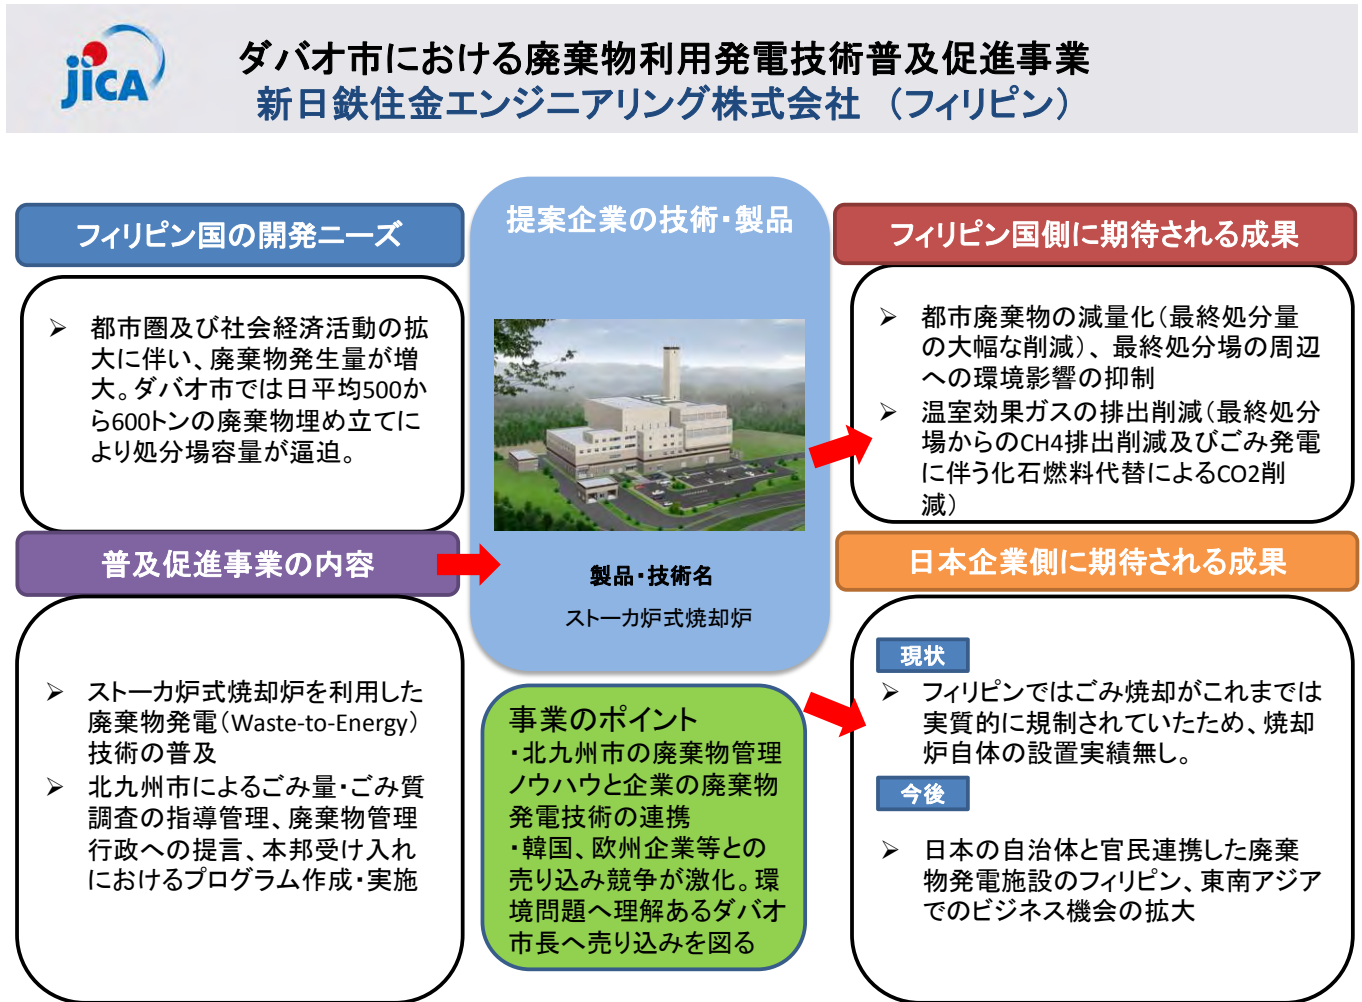 jica
ダバオ市における廃棄物利用発電技術普及促進事業
新日鉄住金エンジニアリング株式会社 （フィリピン）
フィリピン国の開発ニーズ
➢ 都市圏及び社会経済活動の拡
大に伴い、廃棄物発生量が増
大。ダバオ市では日平均500か
ら600トンの廃棄物埋め立てに
より処分場容量が逼迫。
普及促進事業の内容
➢ ストーカ炉式焼却炉を利用した
廃棄物発電（Waste-to-Energy）
技術の普及
➢ 北九州市によるごみ量・ごみ質
調査の指導管理、廃棄物管理
行政への提言、本邦受け入れ
におけるプログラム作成・実施
提案企業の技術・製品
製品・技術名
ストーカ炉式焼却炉
事業のポイント
・北九州市の廃棄物管理
ノウハウと企業の廃棄物
発電技術の連携
・韓国、欧州企業等との
売り込み競争が激化。環
境問題へ理解あるダバオ
市長へ売り込みを図る
フィリピン国側に期待される成果
➢ 都市廃棄物の減量化（最終処分量
の大幅な削減）、最終処分場の周辺
への環境影響の抑制
➢ 温室効果ガスの排出削減（最終処分
場からのCH4排出削減及びごみ発電
に伴う化石燃料代替によるCO2削
減）
日本企業側に期待される成果
現状
➢ フィリピンではごみ焼却がこれまでは
実質的に規制されていたため、焼却
炉自体の設置実績無し。
今後
➢ 日本の自治体と官民連携した廃棄
物発電施設のフィリピン、東南アジア
でのビジネス機会の拡大